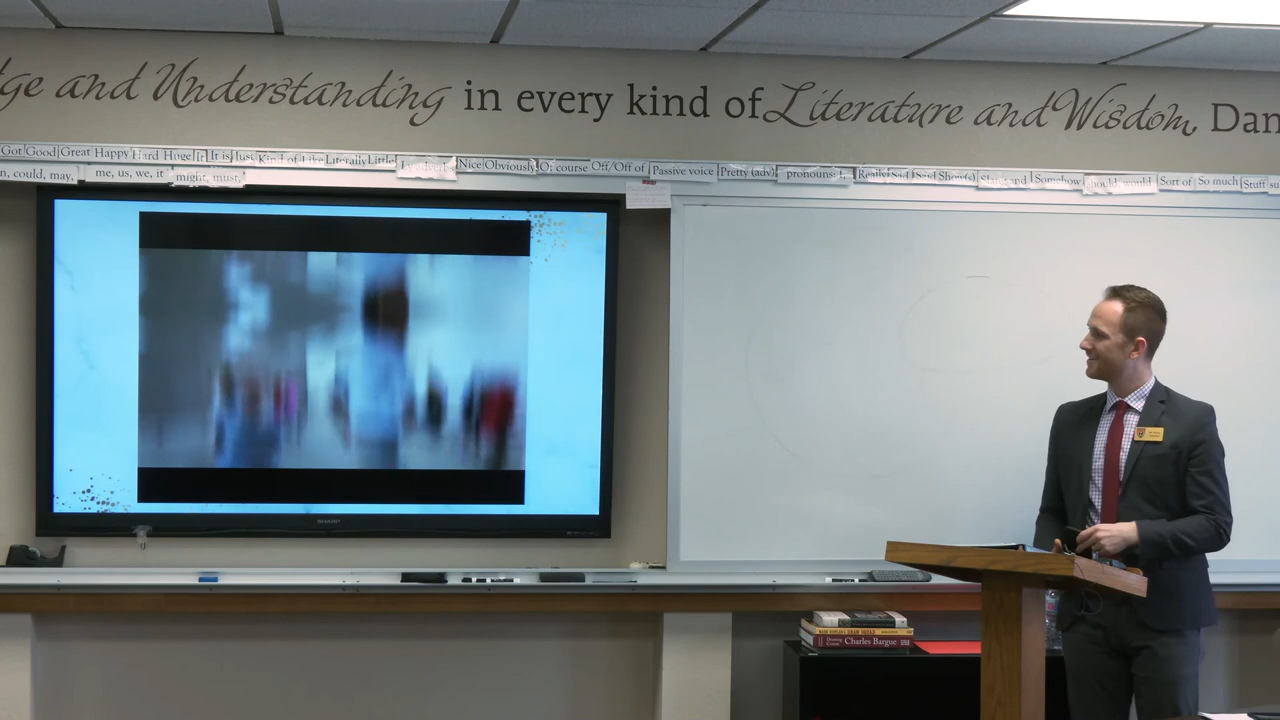 ge and Understanding in every kind of Literature and Wisdom, Dan
Got Good Great Happy Hard Huge It It is Just Kind of Like Literally Little Nice Obviously Of course Off/Off of Passive voice Pretty (adv) pronouns Really Sad Said Show(s) Somehow should, would Sort of So much Stuff
n, could, may, me, us, we, it might, must,
SHARP
Charles Bargue